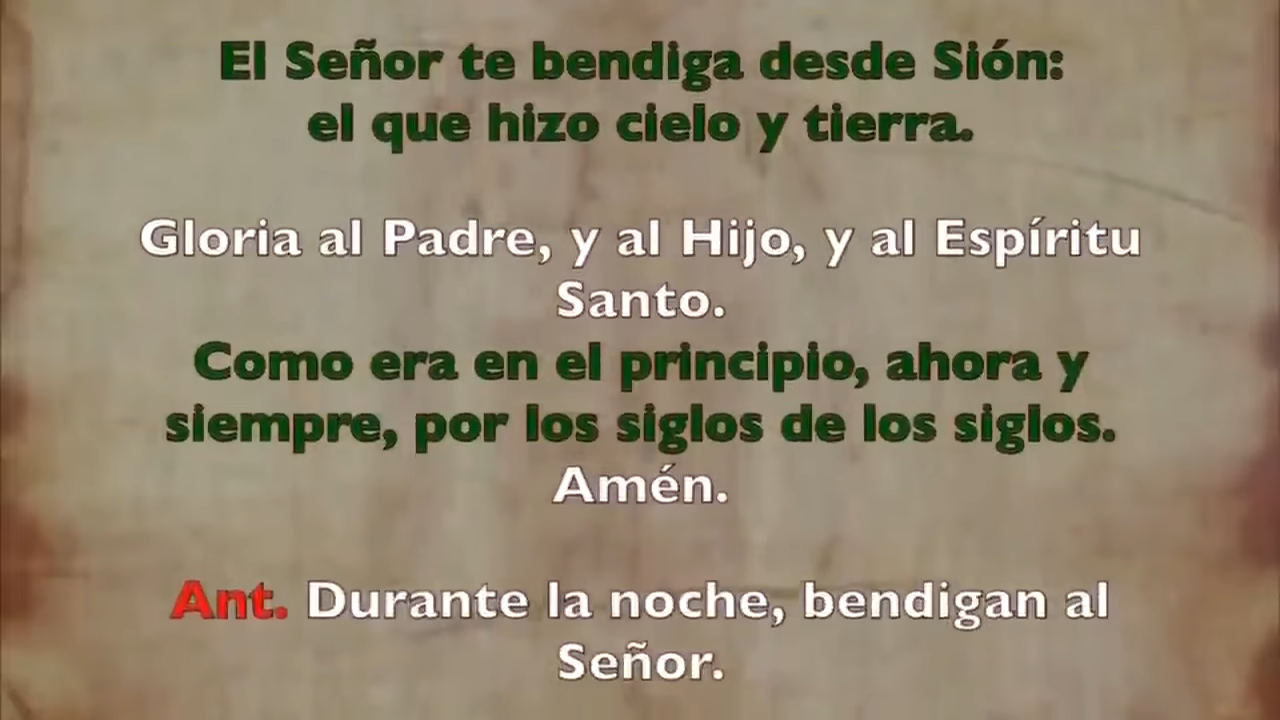 El Señor te bendiga desde Sión:
el que hizo cielo y tierra.
Gloria al Padre, y al Hijo, y al Espíritu
Santo.
Como era en el principio, ahora y
siempre, por los siglos de los siglos.
Amén.
Ant. Durante la noche, bendigan al
Señor.